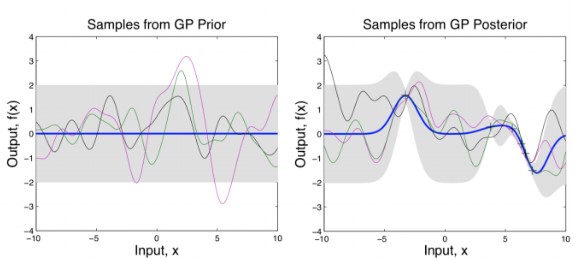 Samples from GP Prior
4
3
2
1
0
−1
−2
−3
−4
Output, f(x)
−10 −5 0 5 10
Input, x
Samples from GP Posterior
4
3
2
1
0
−1
−2
−3
−4
Output, f(x)
−10 −5 0 5 10
Input, x